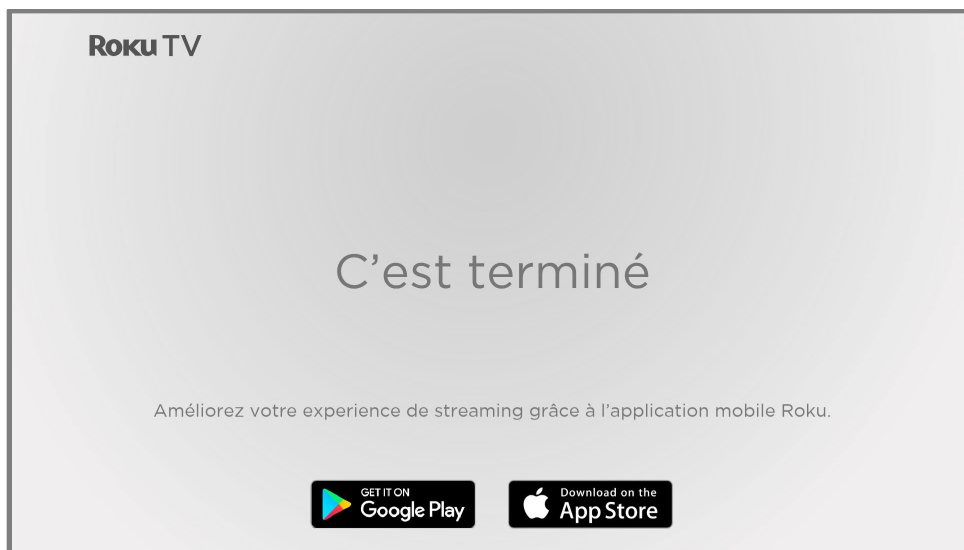 Roku TV
C’est terminé
Améliorez votre experience de streaming grâce à l’application mobile Roku.
GET IT ON
Google Play
Download on the
App Store